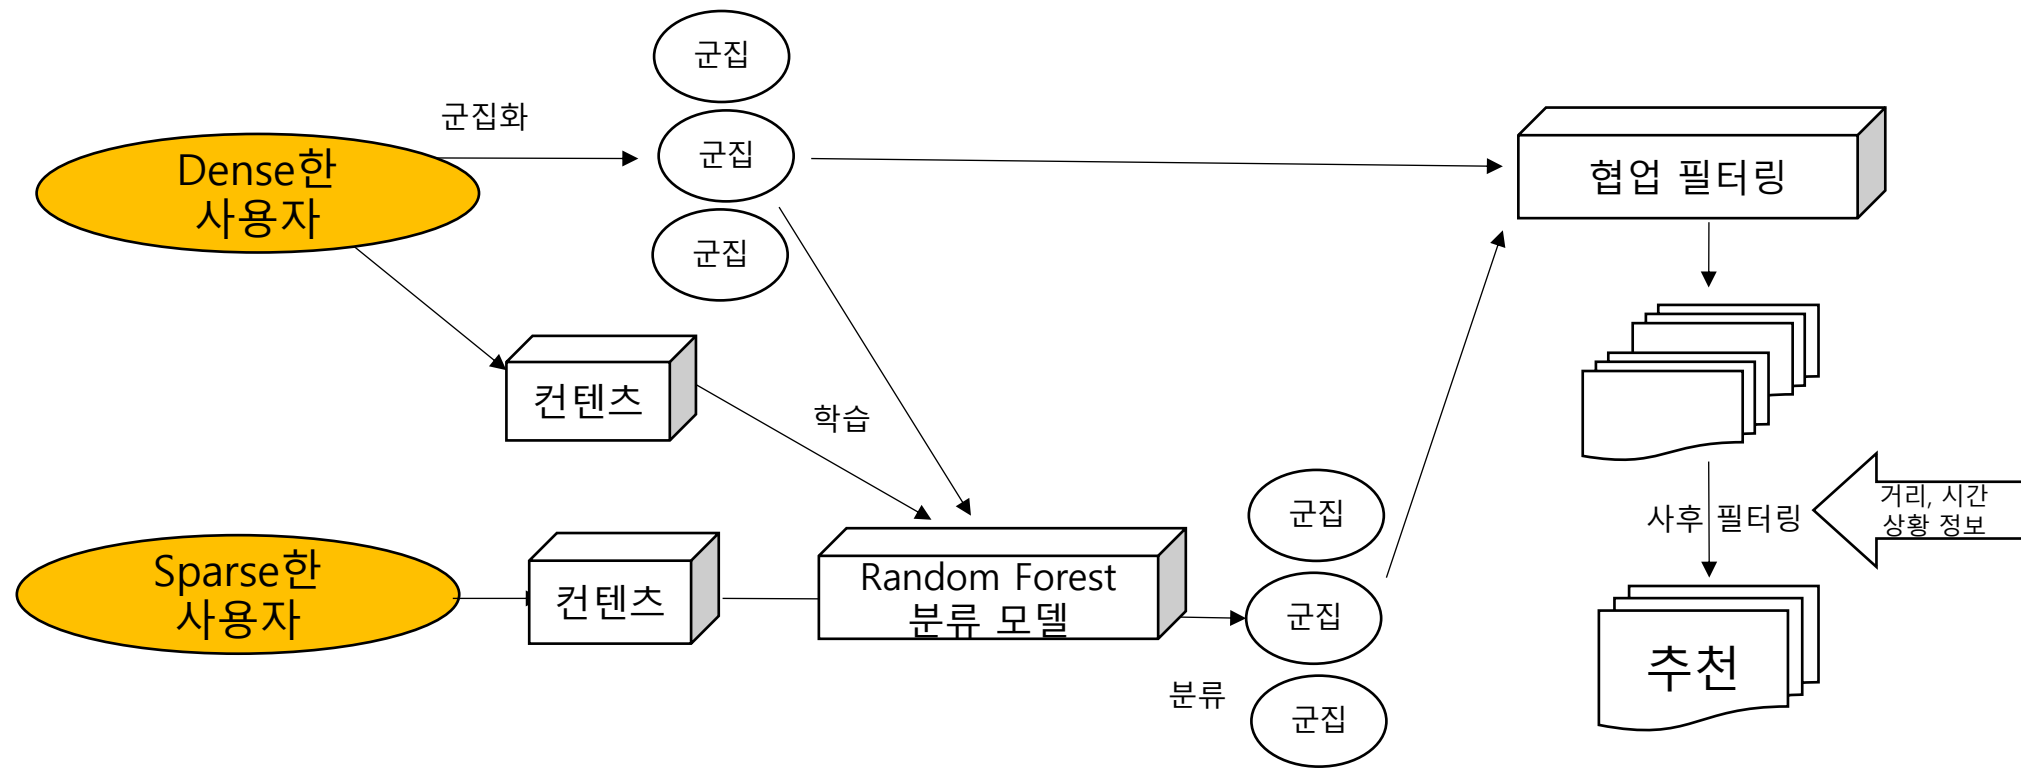 군집
군집화
군집
Dense한
사용자
협업 필터링
군집
컨텐츠
학습
거리, 시간
상황 정보
사후 필터링
군집
Sparse한
사용자
컨텐츠
Random Forest
분류 모델
군집
추천
분류
군집